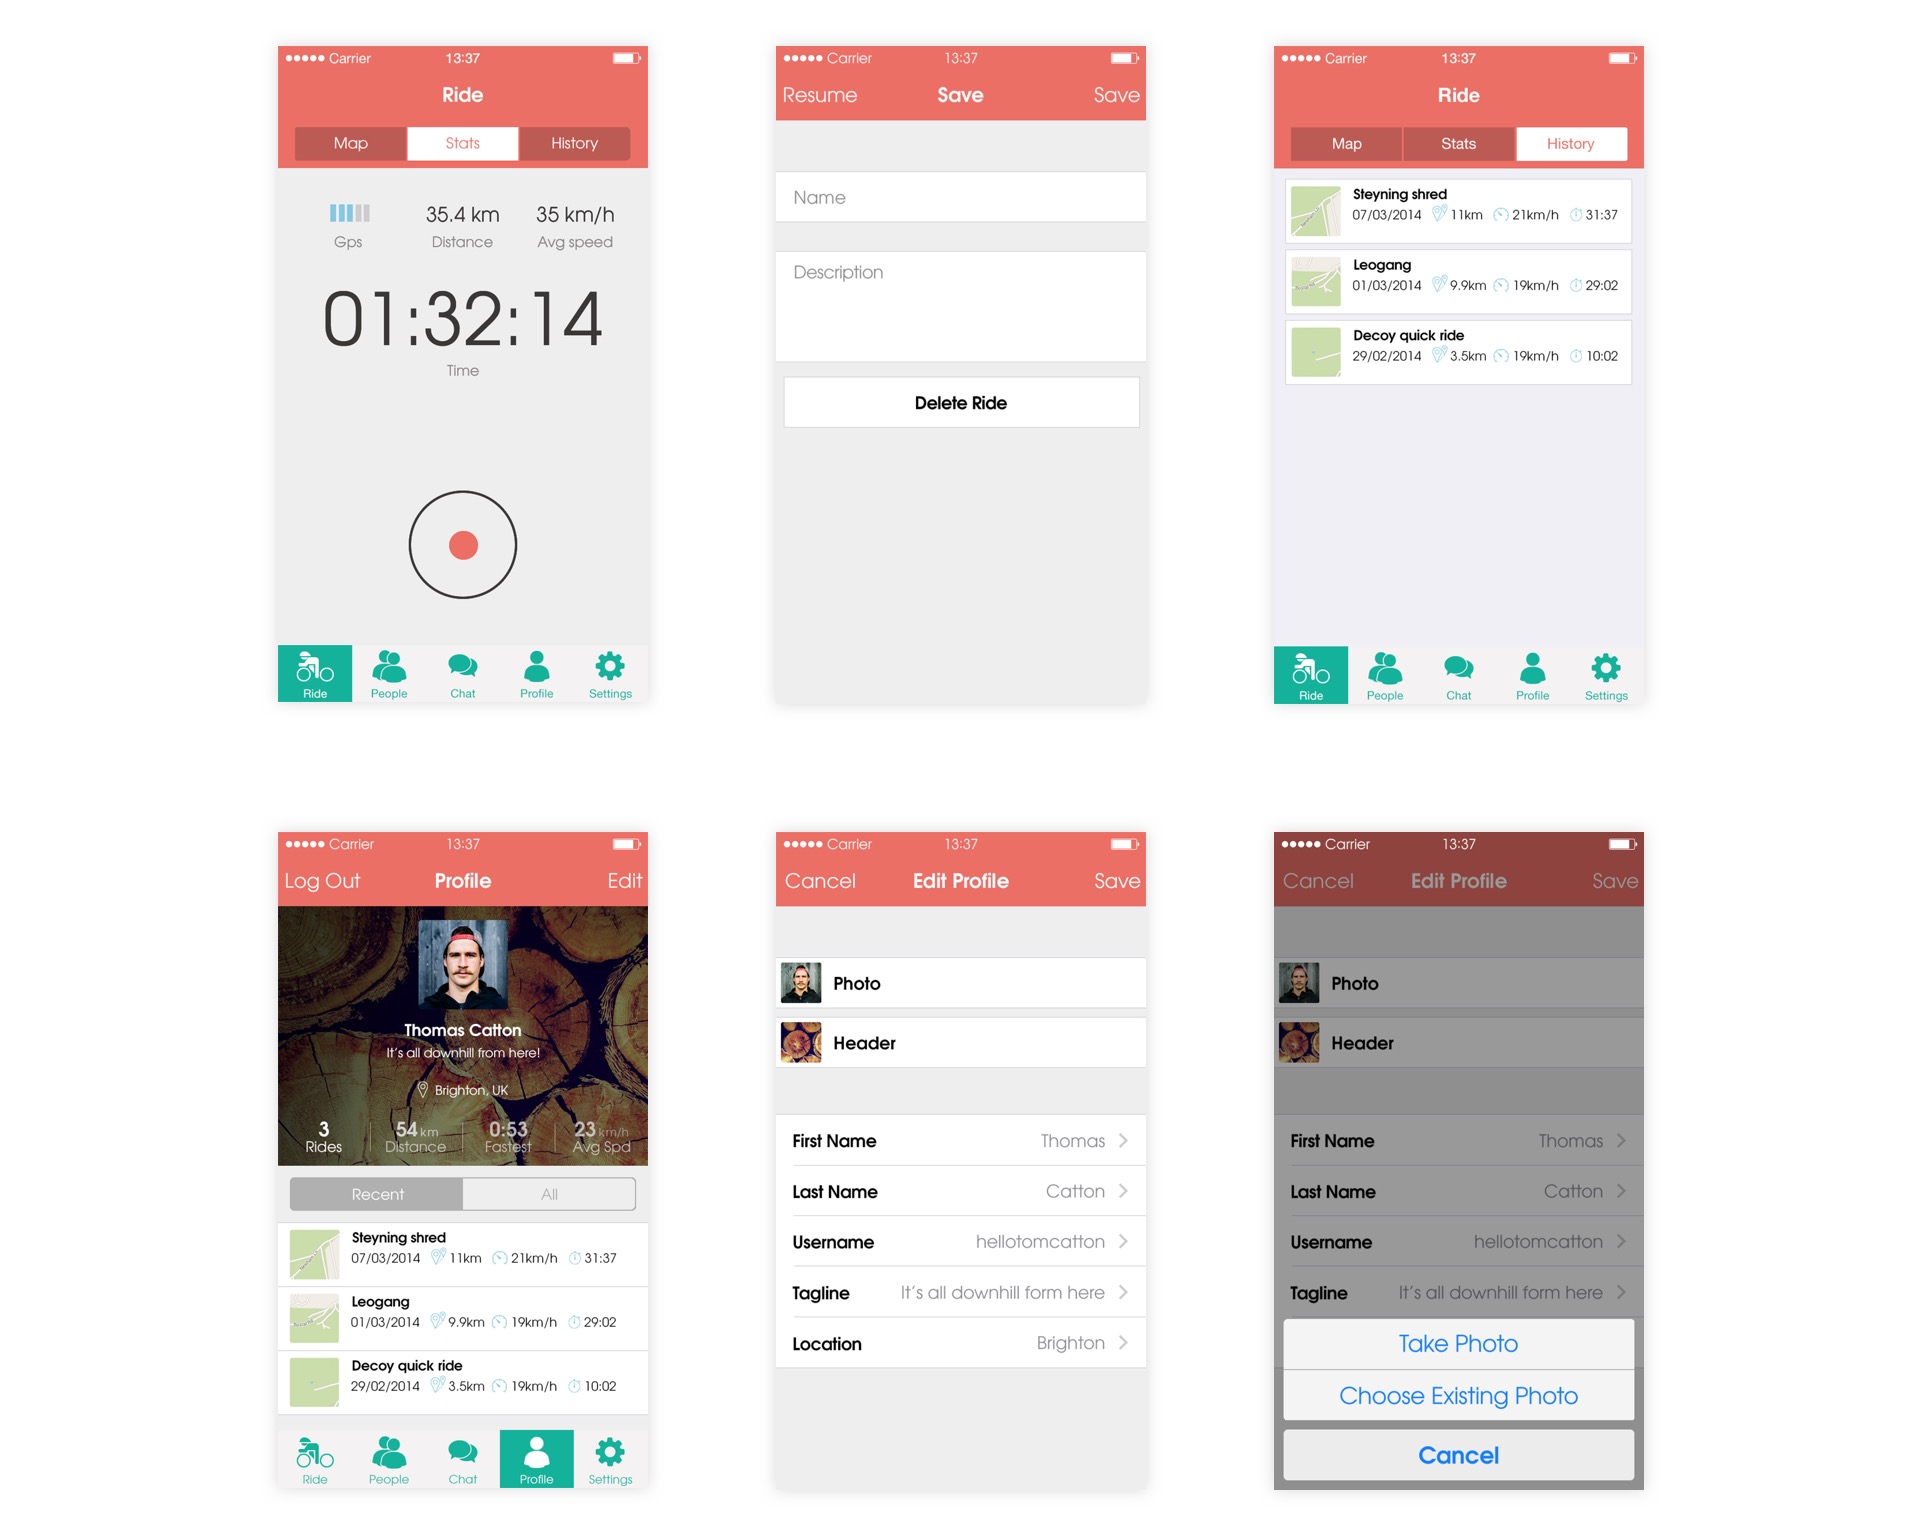 Carrier 13:37
Ride
Map Stats History
35.4 km 35 km/h
Gps Distance Avg speed
01:32:14
Time
Ride People Chat Profile Settings
Carrier 13:37
Resume Save Save
Name
Description
Delete Ride
Carrier 13:37
Ride
Map Stats History
Steyning shred
07/03/2014 11km 21km/h 31:37
Leogang
01/03/2014 9.9km 19km/h 29:02
Decoy quick ride
29/02/2014 3.5km 19km/h 10:02
Ride People Chat Profile Settings
Carrier 13:37
Log Out Profile Edit
Thomas Catton
It's all downhill from here!
Brighton, UK
3 54 km 0:53 23 km/h
Rides Distance Fastest Avg Spd
Recent All
Steyning shred
07/03/2014 11km 21km/h 31:37
Leogang
01/03/2014 9.9km 19km/h 29:02
Decoy quick ride
29/02/2014 3.5km 19km/h 10:02
Ride People Chat Profile Settings
Carrier 13:37
Cancel Edit Profile Save
Photo
Header
First Name Thomas
Last Name Catton
Username hellotomcatton
Tagline It's all downhill form here
Location Brighton
Carrier 13:37
Cancel Edit Profile Save
Photo
Header
First Name Thomas
Last Name Catton
Username hellotomcatton
Tagline It's all downhill form here
Take Photo
Choose Existing Photo
Cancel